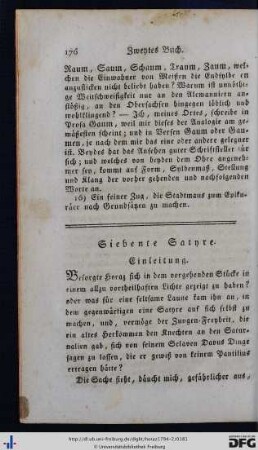 176 Zweytes Buch.
Raum, Saum, Schaum, Traum, Zaum, wel-
chen die Einwohner von Meißen die Endsylbe en
anzuflicken nicht beliebt haben? Warum ist unnöthi-
ge Weitschweifigkeit nur an den Alemanniern an-
stößig, an den Obersachsen hingegen löblich und
wohlklingend? — Ich, meines Ortes, schreibe in
Prosa Gaum, weil mir dieses der Analogie am ge-
mäßesten scheint; und in Versen Gaum oder Gau-
men, je nach dem mir das eine oder andere gelegner
ist. Beydes hat das Ansehen guter Schriftsteller für
sich; und welches von beyden dem Ohre angeneh-
mer sey, kommt auf Form, Sylbenmaß, Stellung
und Klang der vorher gehenden und nachfolgenden
Worte an.
16) Ein feiner Zug, die Stadtmaus zum Epiku-
räer nach Grundsätzen zu machen.
Siebente Satyre.
Einleitung.
Besorgte Horaz sich in dem vorgehenden Stücke in
einem allzu vortheilhaften Lichte gezeigt zu haben?
oder was für eine seltsame Laune kam ihn an, in
dem gegenwärtigen eine Satyre auf sich selbst zu
machen, und, vermöge der Zungen-Freyheit, die
ein altes Herkommen den Knechten an den Satur-
nalien gab, sich von seinem Sclaven Davus Dinge
sagen zu lassen, die er gewiß von keinem Pantilius
ertragen hätte?
Die Sache sieht, däucht mich, gefährlicher aus,
© Universitätsbibliothek Freiburg